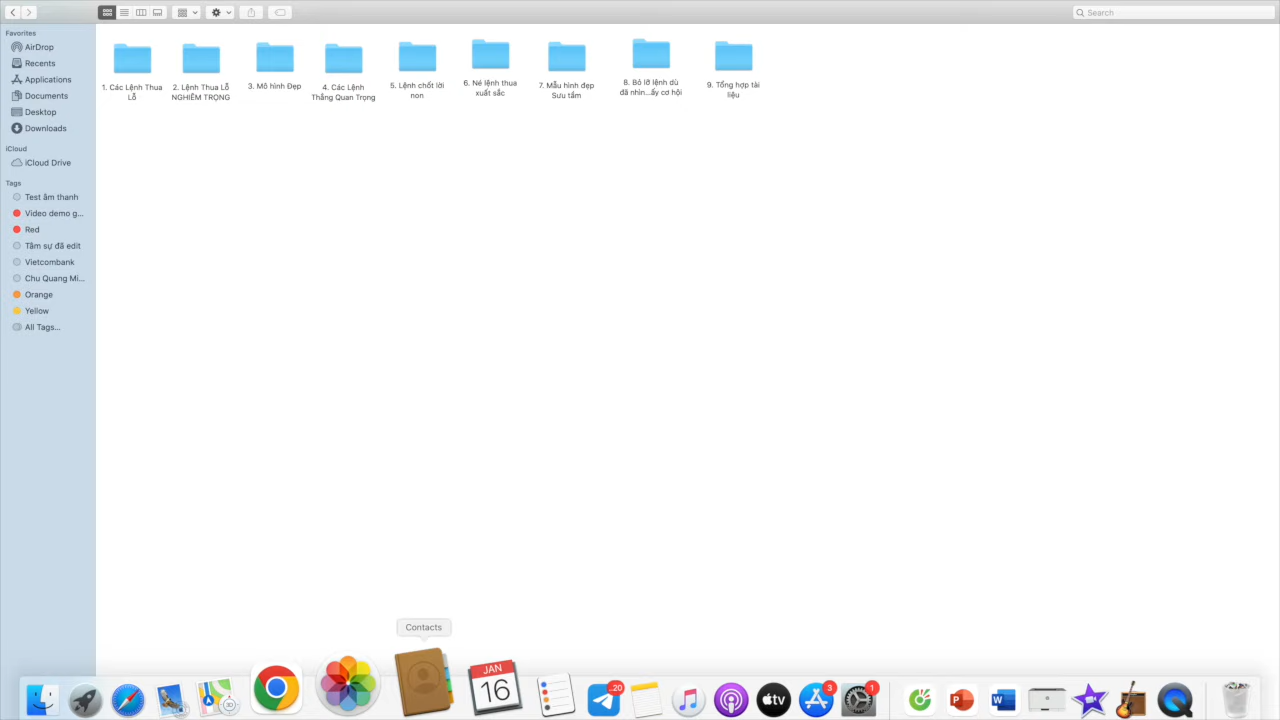 Search
Favorites
AirDrop
Recents
Applications
Documents
Desktop
Downloads
iCloud
iCloud Drive
Tags
Test âm thanh
Video demo g...
Red
Tâm sự đã edit
Vietcombank
Chu Quang Mi...
Orange
Yellow
All Tags...
1. Các Lệnh Thua
Lỗ
2. Lệnh Thua Lỗ
NGHIÊM TRỌNG
3. Mô hình Đẹp
4. Các Lệnh
Thắng Quan Trọng
5. Lệnh chốt lời
non
6. Né lệnh thua
xuất sắc
7. Mẫu hình đẹp
Sưu tầm
8. Bỏ lỡ lệnh dù
đã nhìn...ấy cơ hội
9. Tổng hợp tài
liệu
Contacts
JAN
16
3D
..20
tv
3
1
P
W